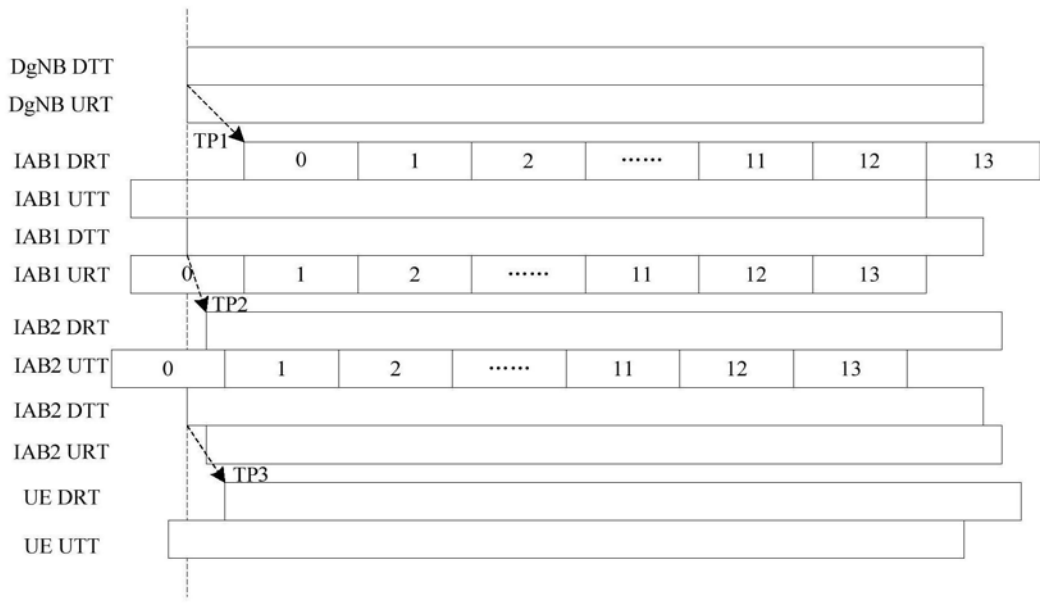 DgNB DTT
DgNB URT
TP1
IAB1 DRT 0 1 2 ...... 11 12 13
IAB1 UTT
IAB1 DTT
IAB1 URT 0 1 2 ...... 11 12 13
TP2
IAB2 DRT
IAB2 UTT 0 1 2 ...... 11 12 13
IAB2 DTT
IAB2 URT
TP3
UE DRT
UE UTT